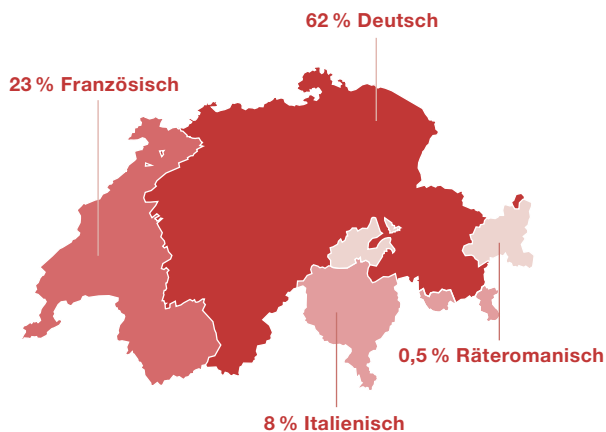 62 % Deutsch
23 % Französisch
0,5 % Räteromanisch
8 % Italienisch